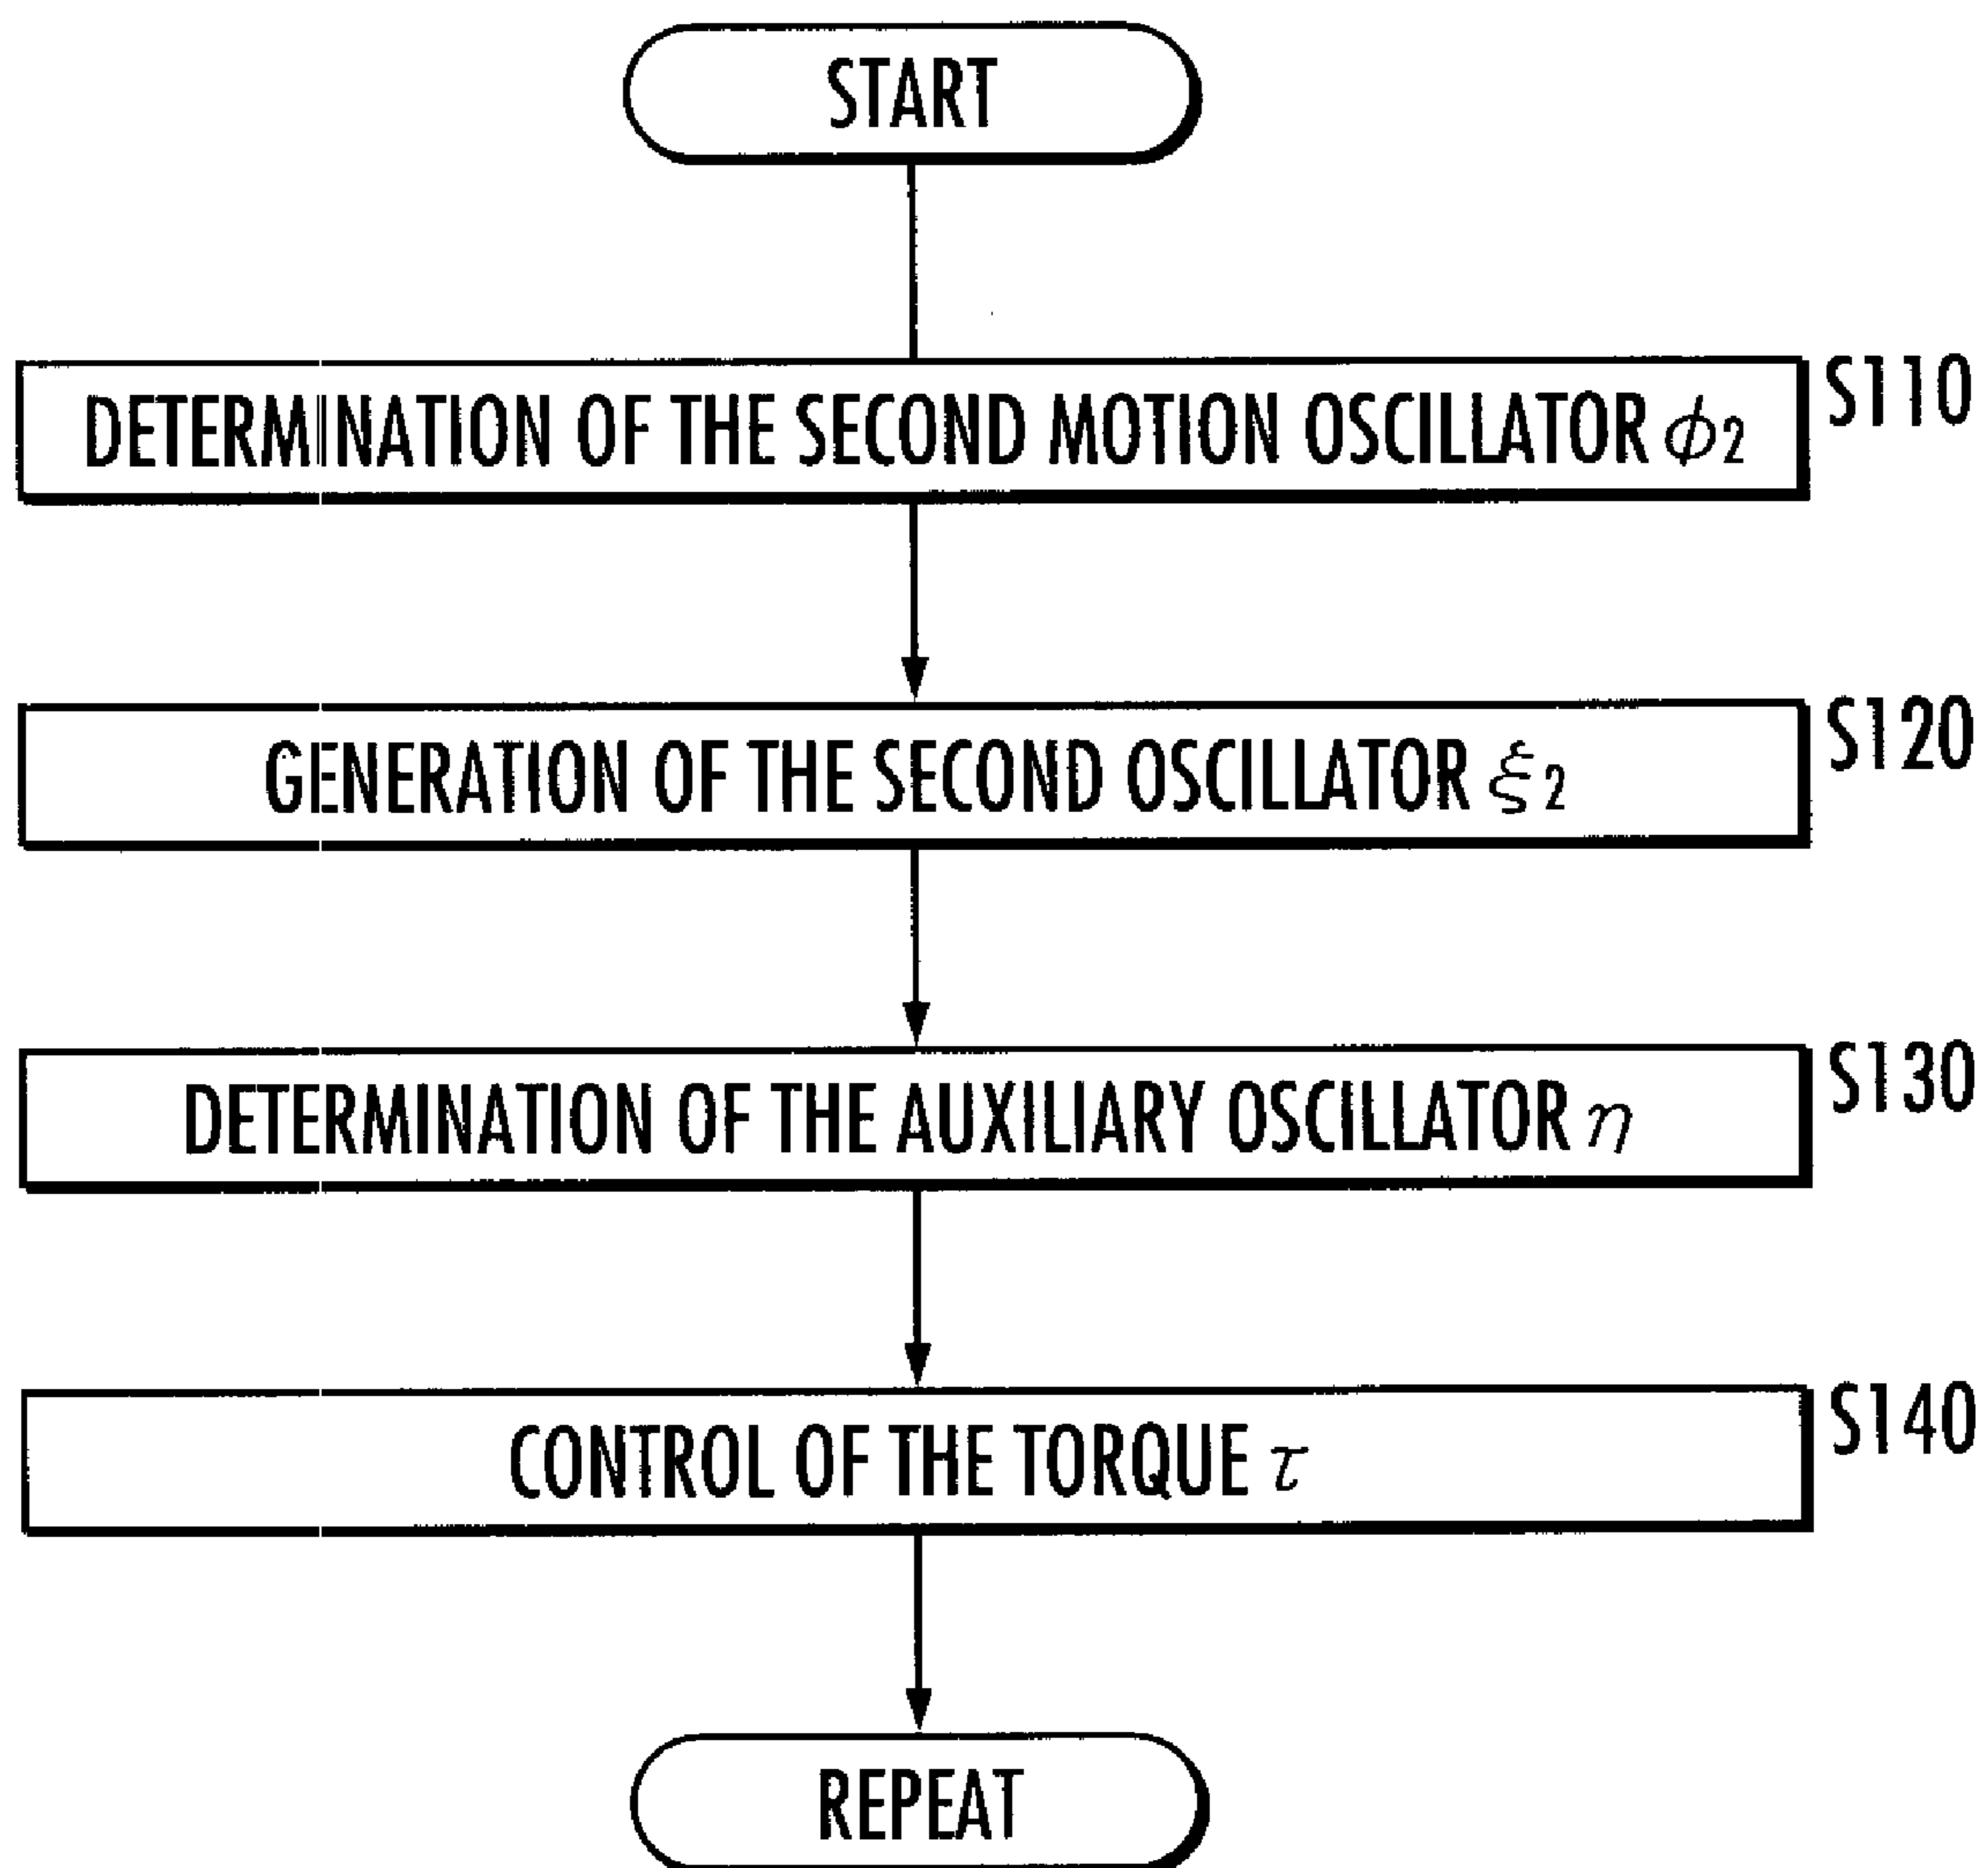 START
DETERMINATION OF THE SECOND MOTION OSCILLATOR ϕ2
S110
GENERATION OF THE SECOND OSCILLATOR ξ2
S120
DETERMINATION OF THE AUXILIARY OSCILLATOR η
S130
CONTROL OF THE TORQUE τ
S140
REPEAT